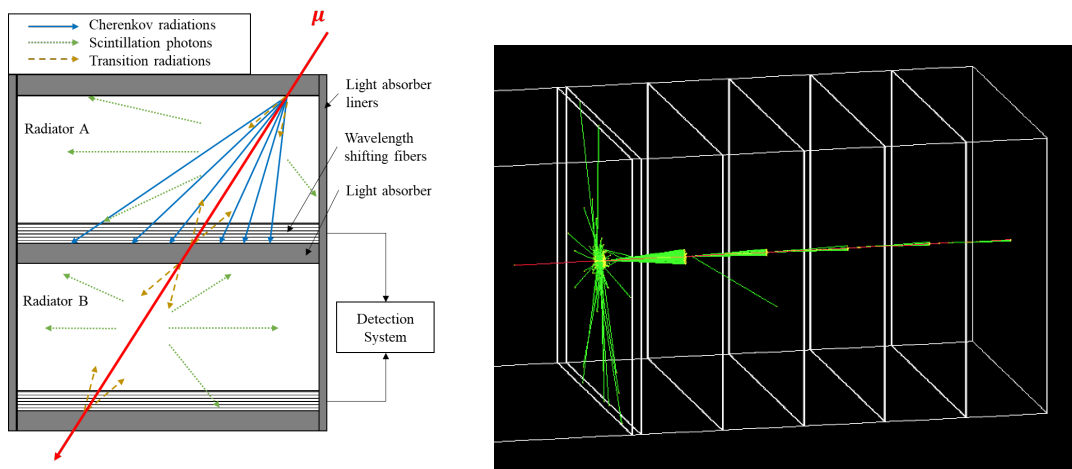 μ
Cherenkov radiations
Scintillation photons
Transition radiations
Light absorber
liners
Radiator A
Wavelength
shifting fibers
Light absorber
Radiator B
Detection
System